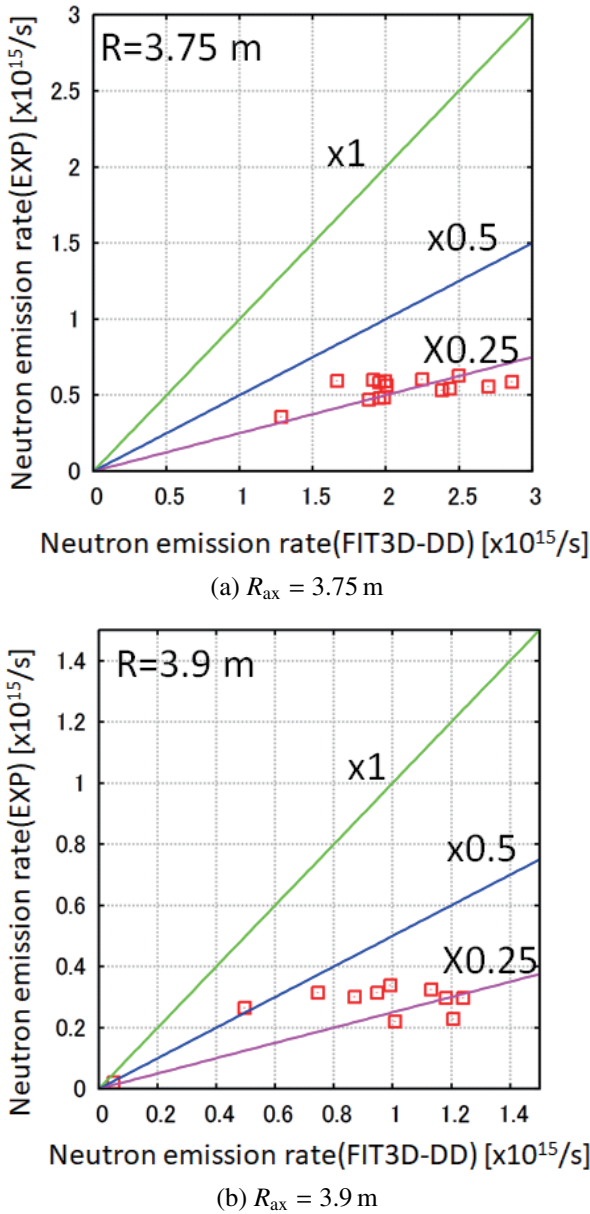 3
R=3.75 m
2.5
x1
2
x0.5
1.5
1
X0.25
0.5
0
0 0.5 1 1.5 2 2.5 3
Neutron emission rate(EXP) [x10¹⁵/s]
Neutron emission rate(FIT3D-DD) [x10¹⁵/s]
(a) Rax = 3.75 m
R=3.9 m
1.4
1.2
x1
1
x0.5
0.8
0.6
X0.25
0.4
0.2
0
0 0.2 0.4 0.6 0.8 1 1.2 1.4
Neutron emission rate(EXP) [x10¹⁵/s]
Neutron emission rate(FIT3D-DD) [x10¹⁵/s]
(b) Rax = 3.9 m